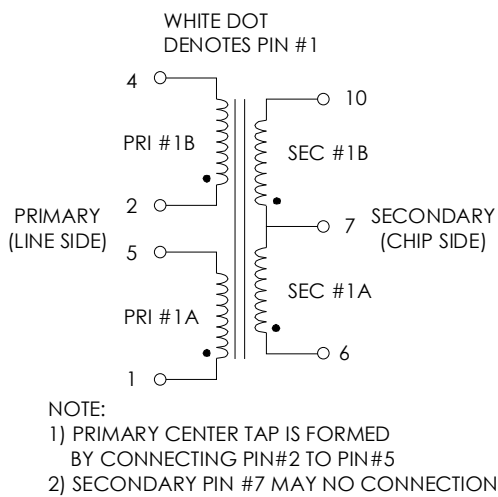 WHITE DOT
DENOTES PIN #1
4
10
PRI #1B
SEC #1B
2
PRIMARY
(LINE SIDE)
7
SECONDARY
(CHIP SIDE)
5
SEC #1A
PRI #1A
6
1
NOTE:
1) PRIMARY CENTER TAP IS FORMED
BY CONNECTING PIN#2 TO PIN#5
2) SECONDARY PIN #7 MAY NO CONNECTION